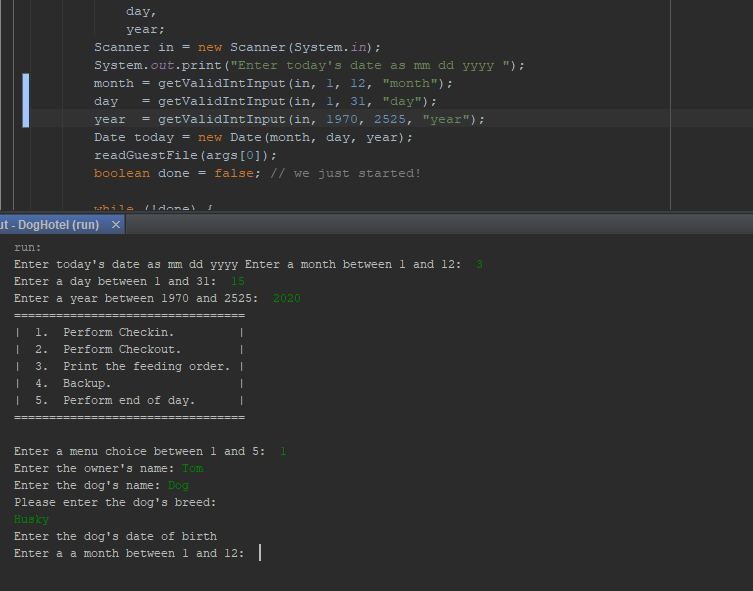 day,
year;
Scanner in = new Scanner(System.in);
System.out.print("Enter today's date as mm dd yyyy ");
month = getValidIntInput(in, 1, 12, "month");
day   = getValidIntInput(in, 1, 31, "day");
year  = getValidIntInput(in, 1970, 2525, "year");
Date today = new Date(month, day, year);
readGuestFile(args[0]);
boolean done = false; // we just started!
while (!done) {
ut - DogHotel (run) ×
run:
Enter today's date as mm dd yyyy Enter a month between 1 and 12:  3
Enter a day between 1 and 31:  15
Enter a year between 1970 and 2525:  2020
=================================
|  1.  Perform Checkin.         |
|  2.  Perform Checkout.        |
|  3.  Print the feeding order. |
|  4.  Backup.                  |
|  5.  Perform end of day.      |
=================================
Enter a menu choice between 1 and 5:  1
Enter the owner's name: Tom
Enter the dog's name: Dog
Please enter the dog's breed:
Husky
Enter the dog's date of birth
Enter a a month between 1 and 12: